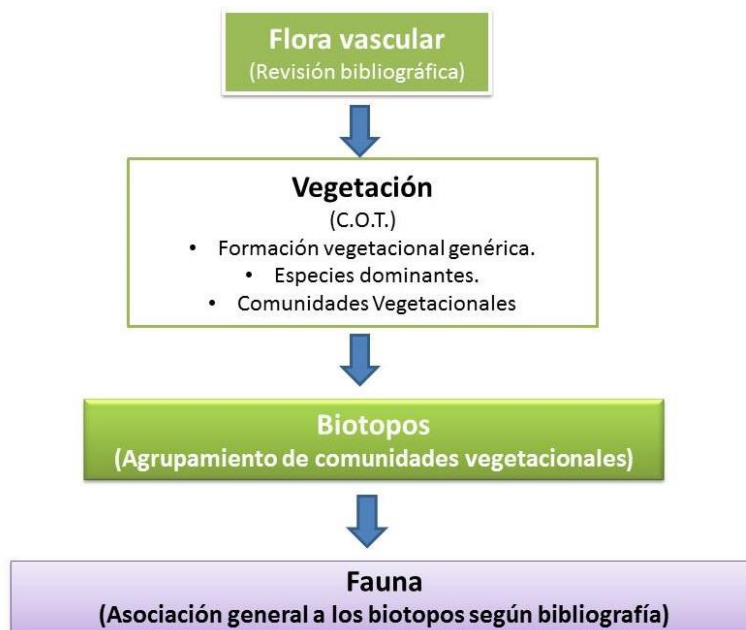 Flora vascular
(Revisión bibliográfica)
Vegetación
(C.O.T.)
• Formación vegetacional genérica.
• Especies dominantes.
• Comunidades Vegetacionales
Biotopos
(Agrupamiento de comunidades vegetacionales)
Fauna
(Asociación general a los biotopos según bibliografía)